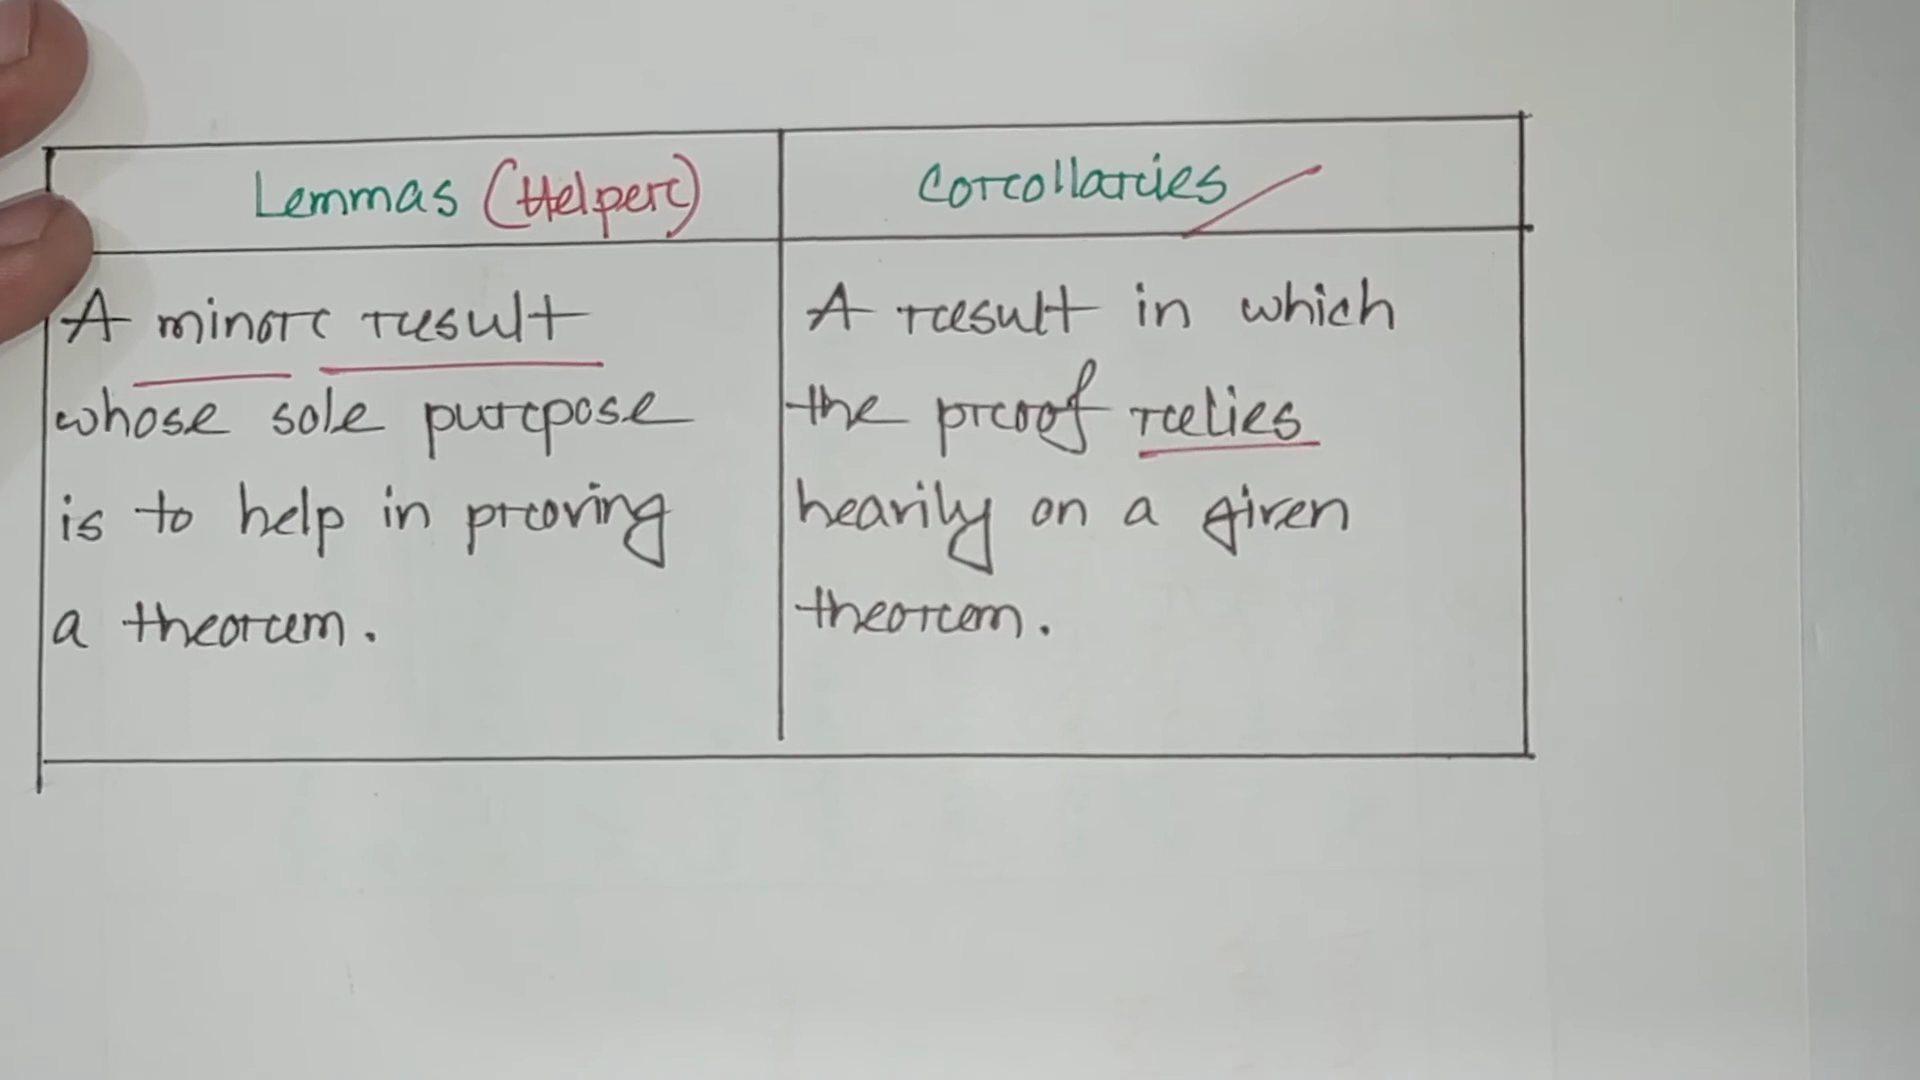 Lemmas (Helper)
Corollaries
A minor result
whose sole purpose
is to help in proving
a theorem.
A result in which
the proof relies
heavily on a given
theorem.